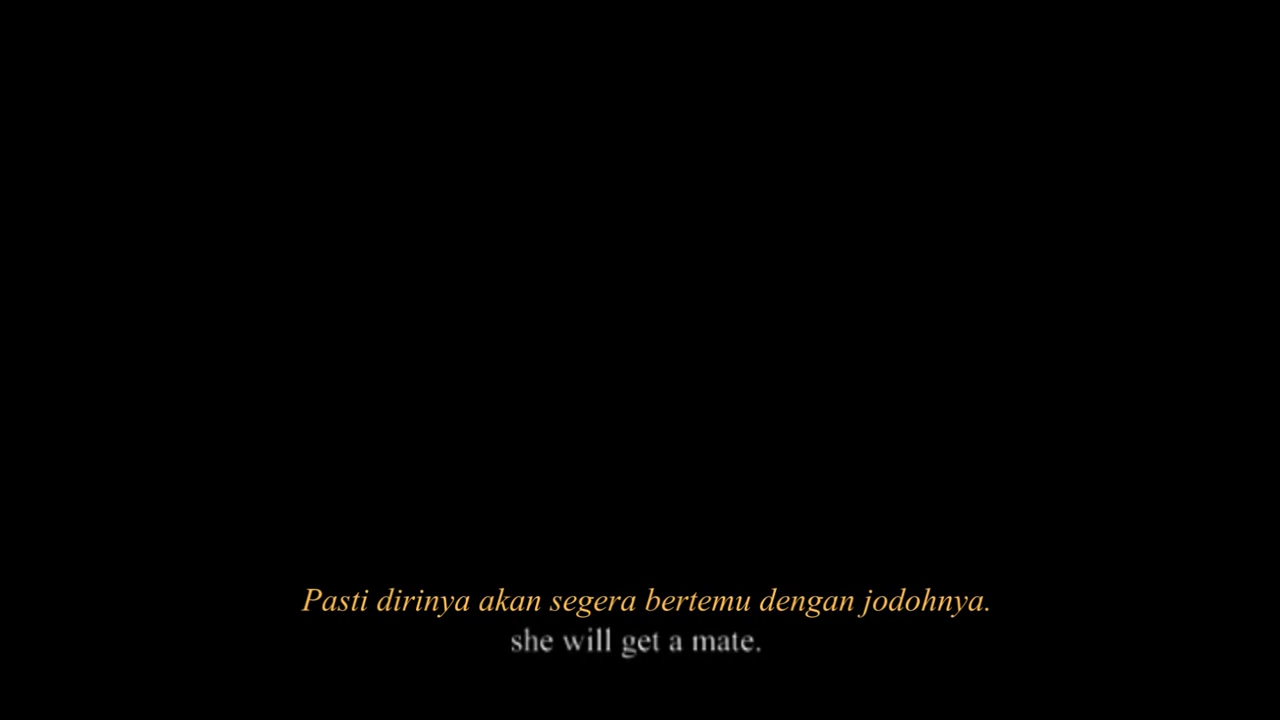 Pasti dirinya akan segera bertemu dengan jodohnya.
she will get a mate.